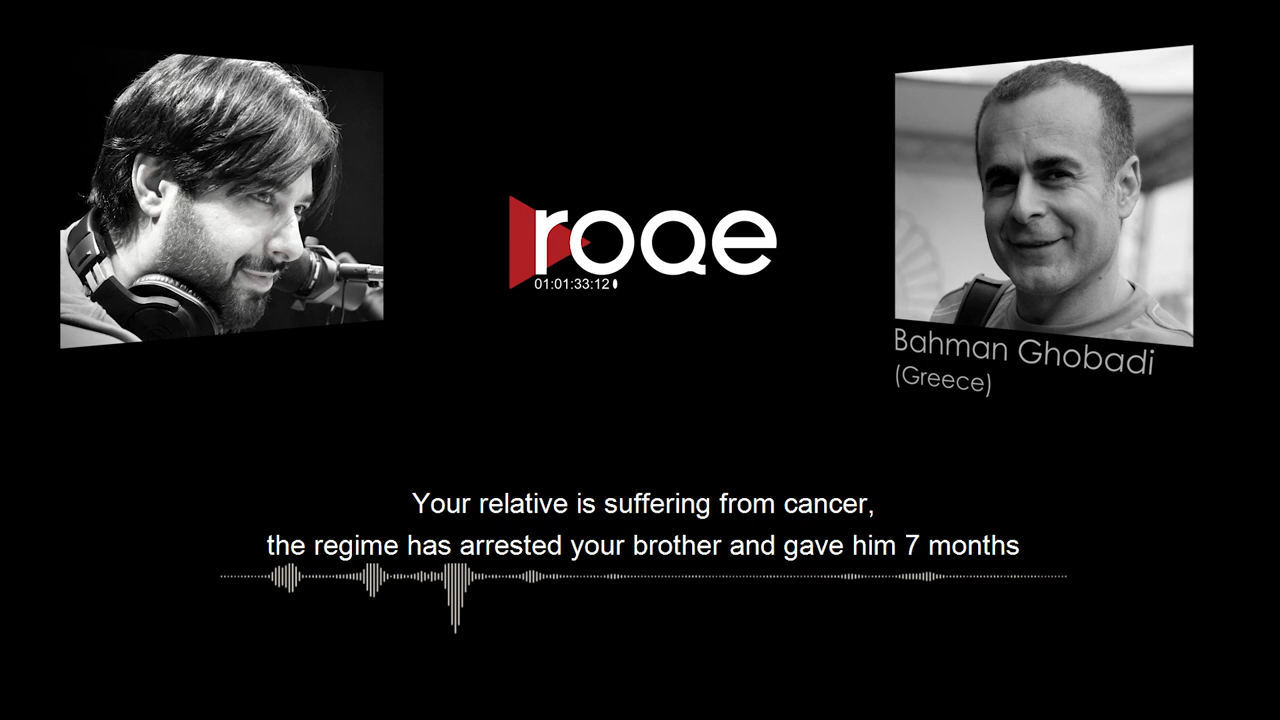 roqe
01:01:33:12
Bahman Ghobadi
(Greece)
Your relative is suffering from cancer,
the regime has arrested your brother and gave him 7 months